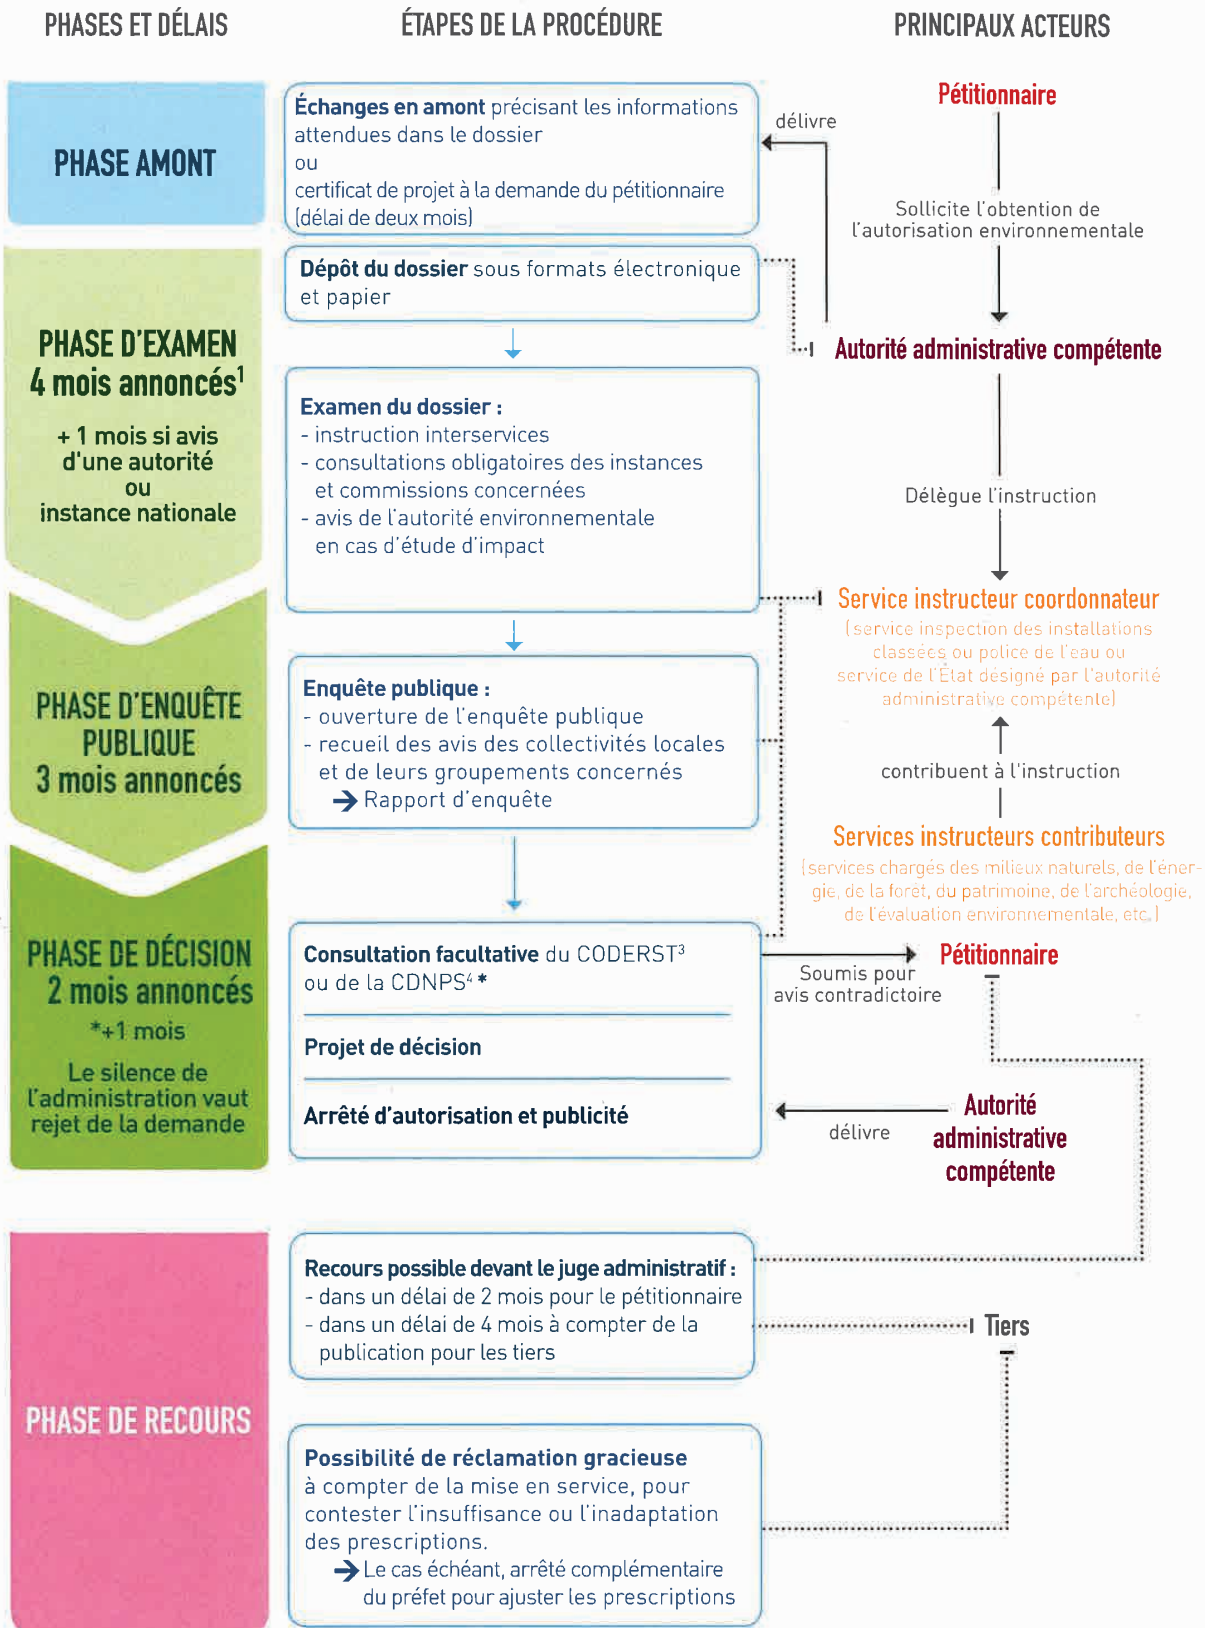 PHASES ET DÉLAIS
ÉTAPES DE LA PROCÉDURE
PRINCIPAUX ACTEURS
PHASE AMONT
Échanges en amont précisant les informations
attendues dans le dossier
ou
certificat de projet à la demande du pétitionnaire
(délai de deux mois)
délivre
Pétitionnaire
Sollicite l'obtention de
l'autorisation environnementale
PHASE D'EXAMEN
4 mois annoncés¹
+ 1 mois si avis
d'une autorité
ou
instance nationale
Dépôt du dossier sous formats électronique
et papier
Autorité administrative compétente
Examen du dossier :
- instruction interservices
- consultations obligatoires des instances
et commissions concernées
- avis de l'autorité environnementale
en cas d'étude d'impact
Délègue l'instruction
Service instructeur coordonnateur
(service inspection des installations
classées ou police de l'eau ou
service de l'État désigné par l'autorité
administrative compétente)
PHASE D'ENQUÊTE
PUBLIQUE
3 mois annoncés
Enquête publique :
- ouverture de l'enquête publique
- recueil des avis des collectivités locales
et de leurs groupements concernés
➔ Rapport d'enquête
contribuent à l'instruction
Services instructeurs contributeurs
(services chargés des milieux naturels, de l'éner-
gie, de la forêt, du patrimoine, de l'archéologie,
de l'évaluation environnementale, etc.)
PHASE DE DÉCISION
2 mois annoncés
*+1 mois
Le silence de
l'administration vaut
rejet de la demande
Consultation facultative du CODERST³
ou de la CDNPS⁴ *
Projet de décision
Arrêté d'autorisation et publicité
Soumis pour
avis contradictoire
Pétitionnaire
délivre
Autorité
administrative
compétente
PHASE DE RECOURS
Recours possible devant le juge administratif :
- dans un délai de 2 mois pour le pétitionnaire
- dans un délai de 4 mois à compter de la
publication pour les tiers
Tiers
Possibilité de réclamation gracieuse
à compter de la mise en service, pour
contester l'insuffisance ou l'inadaptation
des prescriptions.
➔ Le cas échéant, arrêté complémentaire
du préfet pour ajuster les prescriptions